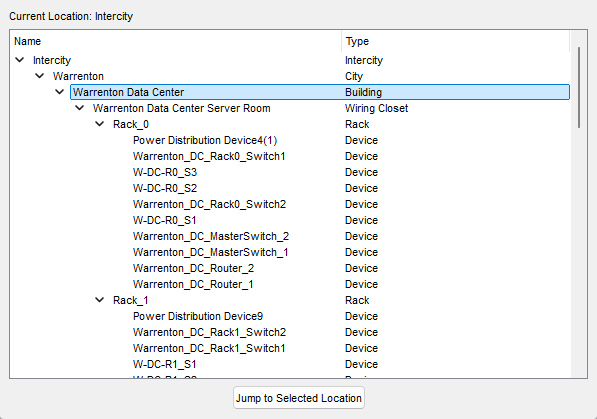 Current Location: Intercity
Name Type
Intercity Intercity
Warrenton City
Warrenton Data Center Building
Warrenton Data Center Server Room Wiring Closet
Rack_0 Rack
Power Distribution Device4(1) Device
Warrenton_DC_Rack0_Switch1 Device
W-DC-R0_S3 Device
W-DC-R0_S2 Device
Warrenton_DC_Rack0_Switch2 Device
W-DC-R0_S1 Device
Warrenton_DC_MasterSwitch_2 Device
Warrenton_DC_MasterSwitch_1 Device
Warrenton_DC_Router_2 Device
Warrenton_DC_Router_1 Device
Rack_1 Rack
Power Distribution Device9 Device
Warrenton_DC_Rack1_Switch2 Device
Warrenton_DC_Rack1_Switch1 Device
W-DC-R1_S1 Device
Jump to Selected Location